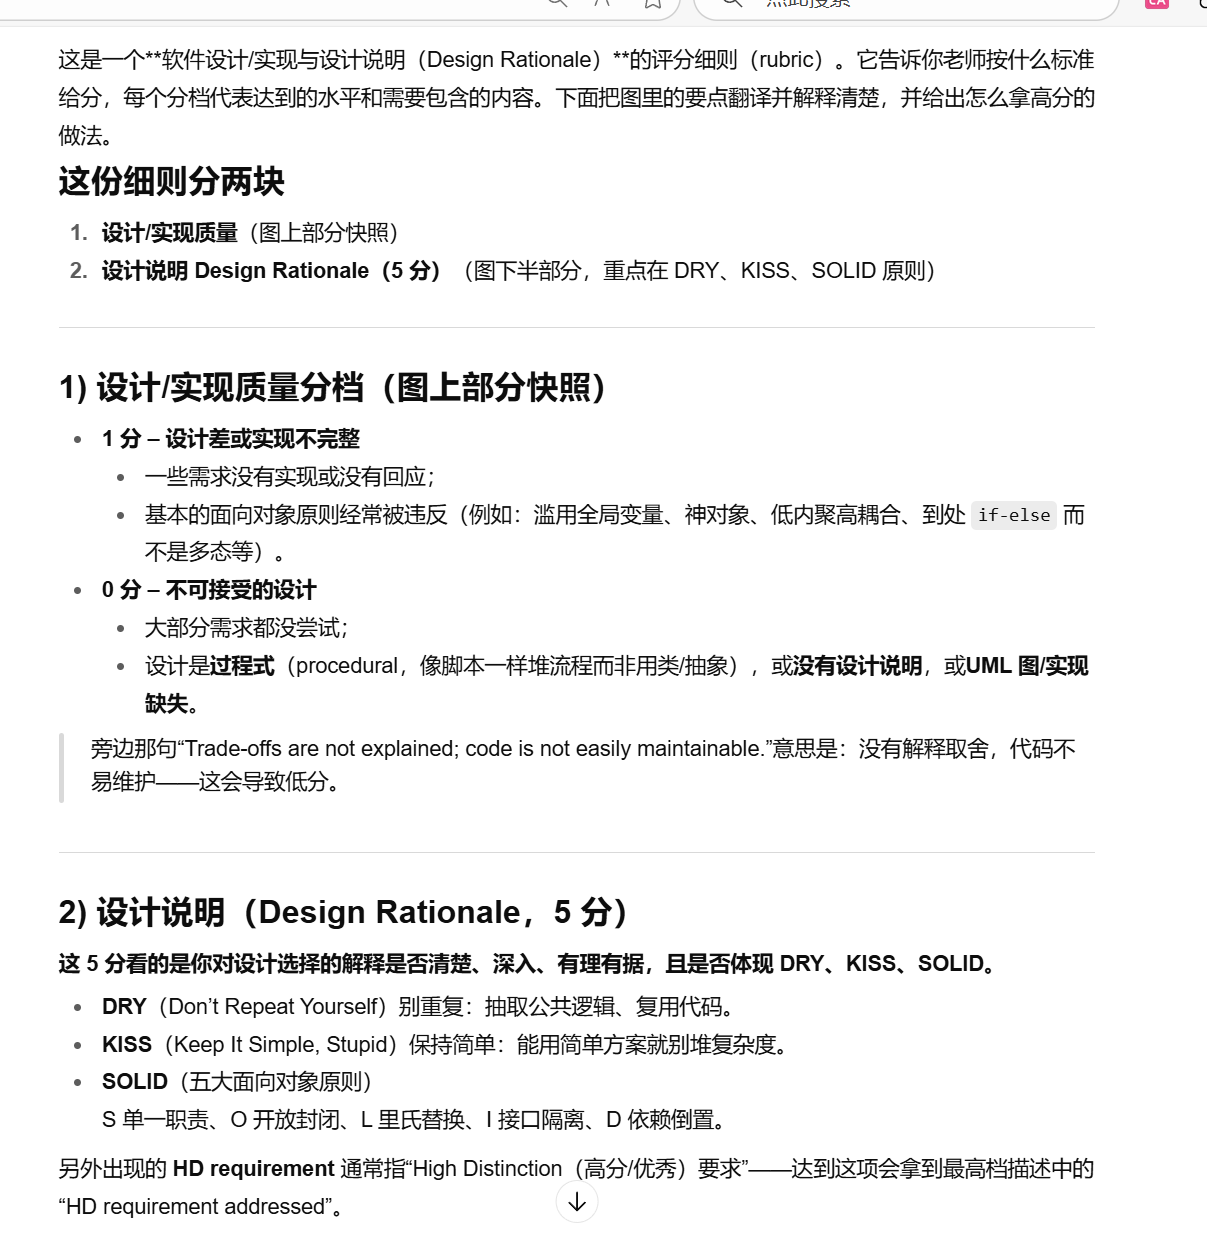 这是一个**软件设计/实现与设计说明（Design Rationale）**的评分细则（rubric）。它告诉你老师按什么标准
给分，每个分档代表达到的水平和需要包含的内容。下面把图里的要点翻译并解释清楚，并给出怎么拿高分的
做法。
这份细则分两块
1. 设计/实现质量（图上部分快照）
2. 设计说明 Design Rationale（5 分）（图下半部分，重点在 DRY、KISS、SOLID 原则）
1) 设计/实现质量分档（图上部分快照）
1 分 – 设计差或实现不完整
一些需求没有实现或没有回应；
基本的面向对象原则经常被违反（例如：滥用全局变量、神对象、低内聚高耦合、到处 if-else 而
不是多态等）。
0 分 – 不可接受的设计
大部分需求都没尝试；
设计是过程式（procedural，像脚本一样堆流程而非用类/抽象），或没有设计说明，或UML 图/实现
缺失。
旁边那句“Trade-offs are not explained; code is not easily maintainable.”意思是：没有解释取舍，代码不
易维护——这会导致低分。
2) 设计说明（Design Rationale，5 分）
这 5 分看的是你对设计选择的解释是否清楚、深入、有理有据，且是否体现 DRY、KISS、SOLID。
DRY（Don’t Repeat Yourself）别重复：抽取公共逻辑、复用代码。
KISS（Keep It Simple, Stupid）保持简单：能用简单方案就别堆复杂度。
SOLID（五大面向对象原则）
S 单一职责、O 开放封闭、L 里氏替换、I 接口隔离、D 依赖倒置。
另外出现的 HD requirement 通常指“High Distinction（高分/优秀）要求”——达到这项会拿到最高档描述中的
“HD requirement addressed”。